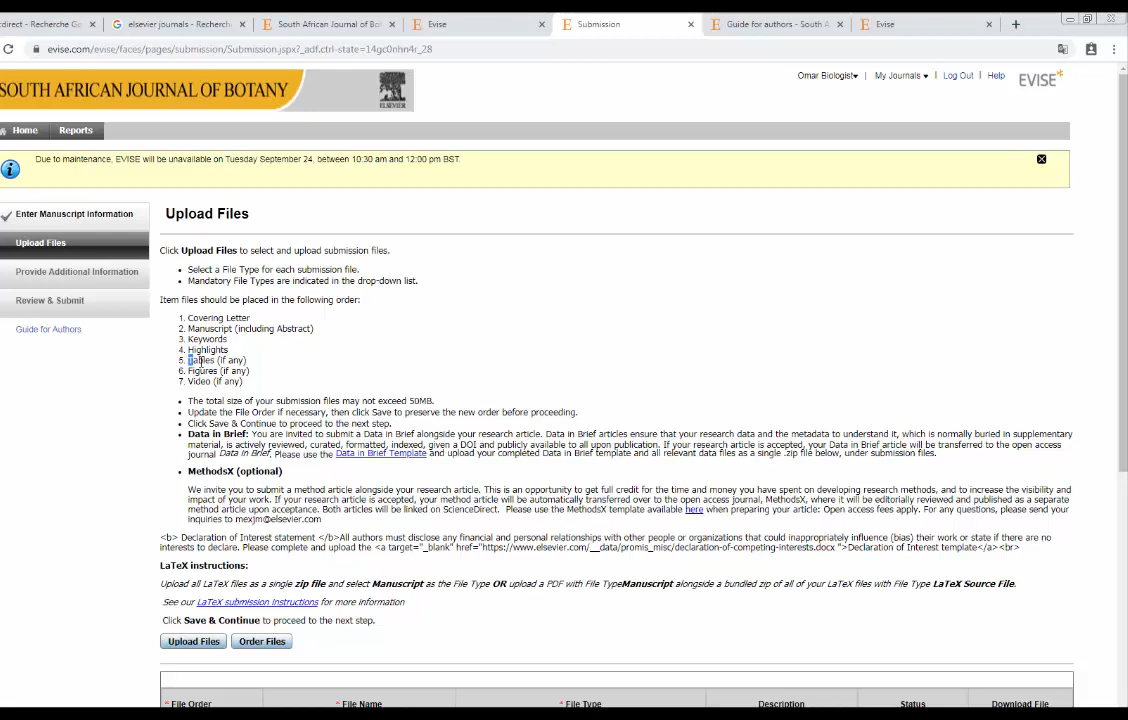 direct - Recherche Go
elsevier journals - Recherche
South African Journal of Bot
Evise
Submission
Guide for authors - South A
Evise
evise.com/evise/faces/pages/submission/Submission.jspx?_adf.ctrl-state=14gc0nhn4r_28
SOUTH AFRICAN JOURNAL OF BOTANY
ELSEVIER
Omar Biologist
My Journals
Log Out
Help
EVISE
Home
Reports
Due to maintenance, EVISE will be unavailable on Tuesday September 24, between 10:30 am and 12:00 pm BST.
Enter Manuscript Information
Upload Files
Provide Additional Information
Review & Submit
Guide for Authors
Upload Files
Click Upload Files to select and upload submission files.
• Select a File Type for each submission file.
• Mandatory File Types are indicated in the drop-down list.
Item files should be placed in the following order:
1. Covering Letter
2. Manuscript (including Abstract)
3. Keywords
4. Highlights
5. Tables (if any)
6. Figures (if any)
7. Video (if any)
• The total size of your submission files may not exceed 50MB.
• Update the File Order if necessary, then click Save to preserve the new order before proceeding.
• Click Save & Continue to proceed to the next step.
• Data in Brief: You are invited to submit a Data in Brief alongside your research article. Data in Brief articles ensure that your research data and the metadata to understand it, which is normally buried in supplementary
material, is actively reviewed, curated, formatted, indexed, given a DOI and publicly available to all upon publication. If your research article is accepted, your Data in Brief article will be transferred to the open access
journal Data in Brief. Please use the Data in Brief Template and upload your completed Data in Brief template and all relevant data files as a single .zip file below, under submission files.
• MethodsX (optional)
We invite you to submit a method article alongside your research article. This is an opportunity to get full credit for the time and money you have spent on developing research methods, and to increase the visibility and
impact of your work. If your research article is accepted, your method article will be automatically transferred over to the open access journal, MethodsX, where it will be editorially reviewed and published as a separate
method article upon acceptance. Both articles will be linked on ScienceDirect. Please use the MethodsX template available here when preparing your article: Open access fees apply. For any questions, please send your
inquiries to mexjm@elsevier.com
<b> Declaration of Interest statement </b>All authors must disclose any financial and personal relationships with other people or organizations that could inappropriately influence (bias) their work or state if there are no
interests to declare. Please complete and upload the <a target="_blank" href="https://www.elsevier.com/__data/promis_misc/declaration-of-competing-interests.docx ">Declaration of Interest template</a><br>
LaTeX instructions:
Upload all LaTeX files as a single zip file and select Manuscript as the File Type OR upload a PDF with File TypeManuscript alongside a bundled zip of all of your LaTeX files with File Type LaTeX Source File.
See our LaTeX submission instructions for more information
Click Save & Continue to proceed to the next step.
Upload Files
Order Files
* File Order
* File Name
* File Type
Description
Status
Download File